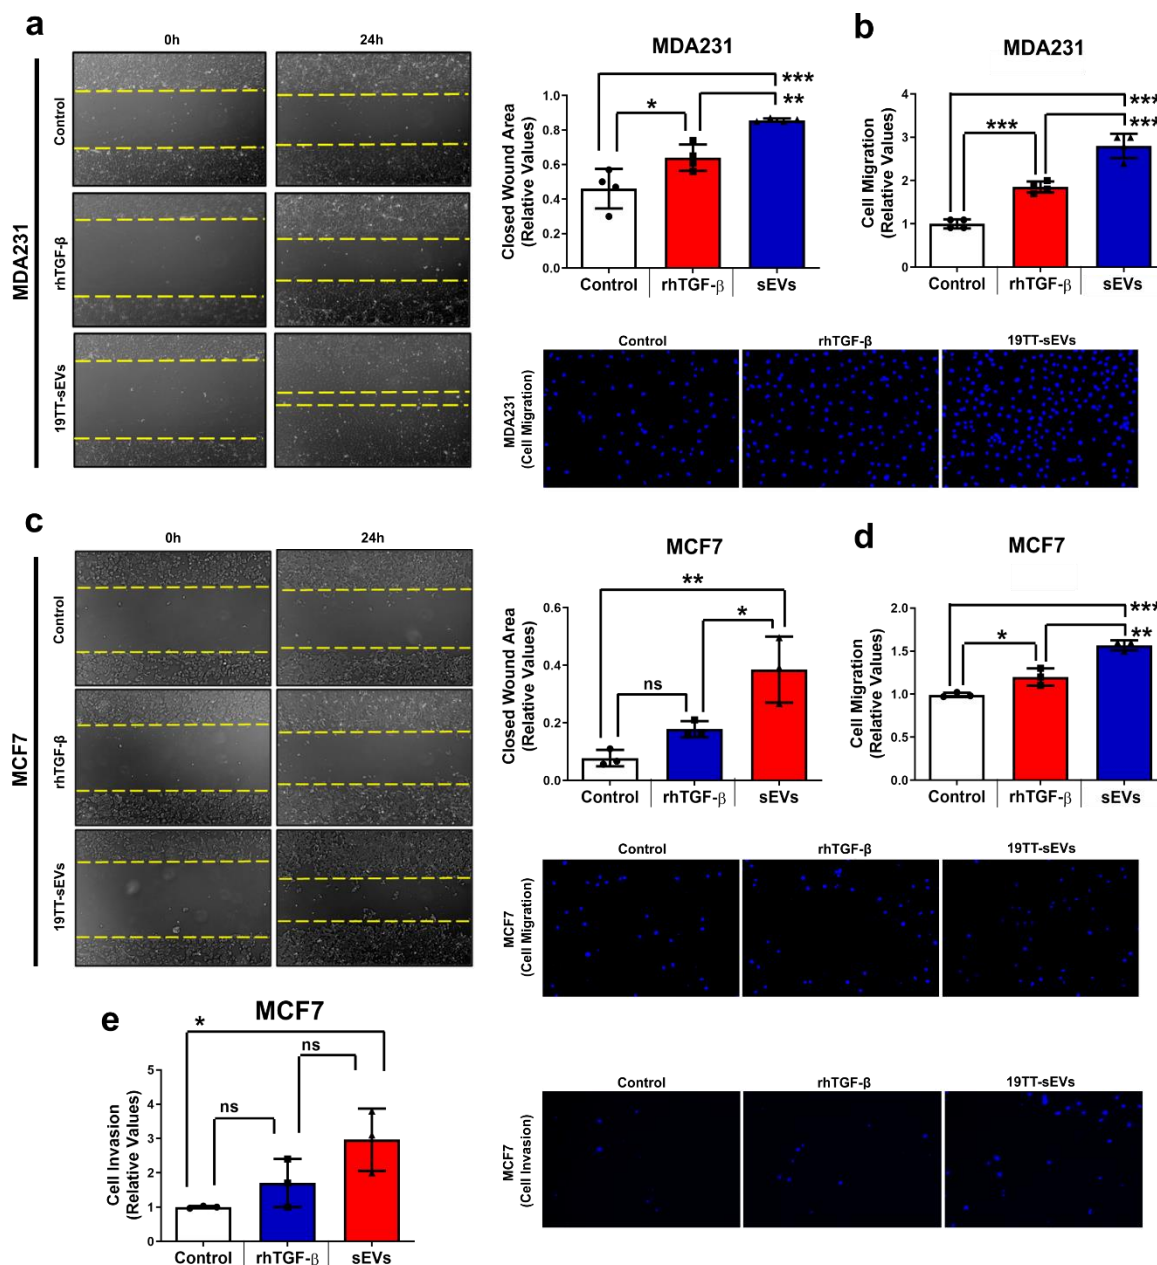 a
0h
24h
MDA231
Control
rhTGF-β
19TT-sEVs
MDA231
***
**
*
Closed Wound Area
(Relative Values)
1.0
0.8
0.6
0.4
0.2
0.0
Control
rhTGF-β
sEVs
b
MDA231
***
***
***
Cell Migration
(Relative Values)
4
3
2
1
0
Control
rhTGF-β
sEVs
Control
rhTGF-β
19TT-sEVs
MDA231
(Cell Migration)
c
0h
24h
MCF7
Control
rhTGF-β
19TT-sEVs
MCF7
**
*
ns
Closed Wound Area
(Relative Values)
0.6
0.4
0.2
0.0
Control
rhTGF-β
sEVs
d
MCF7
***
**
*
Cell Migration
(Relative Values)
2.0
1.5
1.0
0.5
0.0
Control
rhTGF-β
sEVs
Control
rhTGF-β
19TT-sEVs
MCF7
(Cell Migration)
e
MCF7
*
ns
ns
Cell Invasion
(Relative Values)
5
4
3
2
1
0
Control
rhTGF-β
sEVs
Control
rhTGF-β
19TT-sEVs
MCF7
(Cell Invasion)